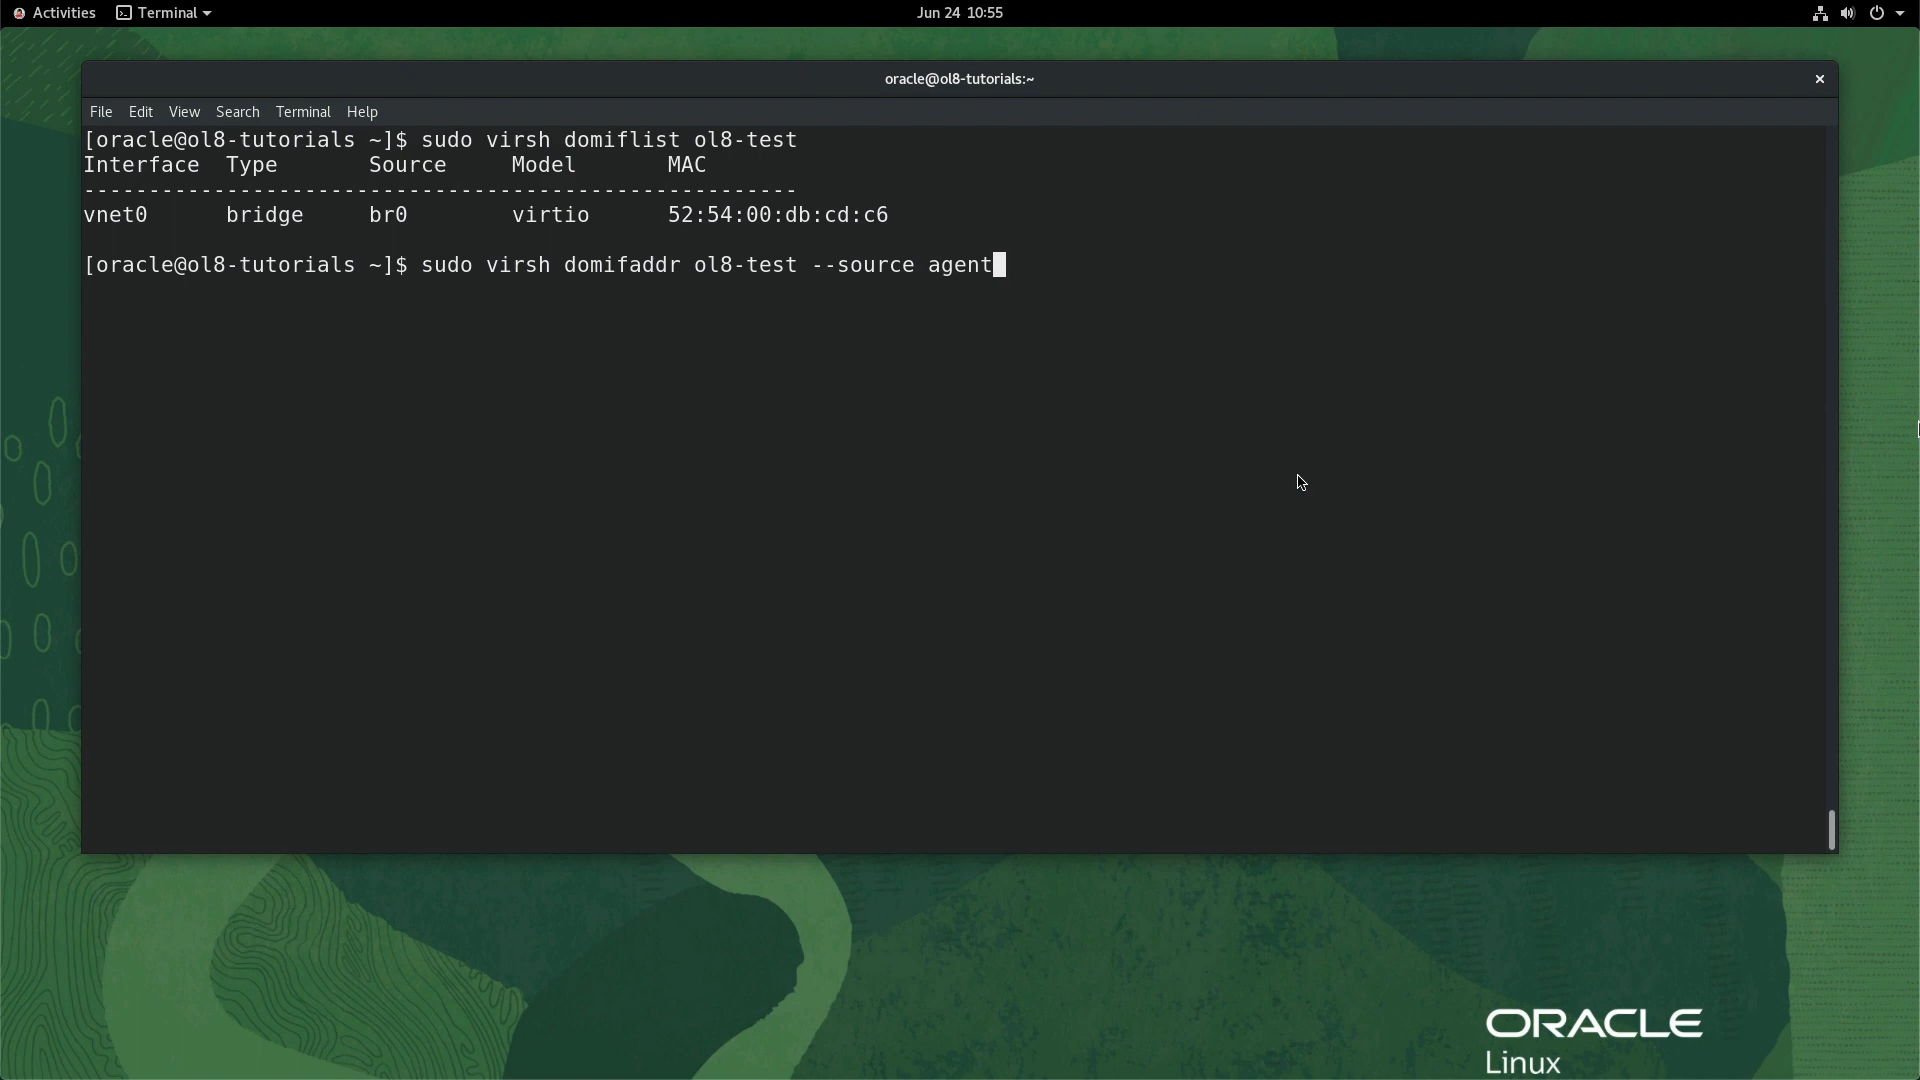 Activities Terminal Jun 24 10:55
oracle@ol8-tutorials:~
File Edit View Search Terminal Help
[oracle@ol8-tutorials ~]$ sudo virsh domiflist ol8-test
Interface Type Source Model MAC
-------------------------------------------------------
vnet0 bridge br0 virtio 52:54:00:db:cd:c6
[oracle@ol8-tutorials ~]$ sudo virsh domifaddr ol8-test --source agent
ORACLE
Linux